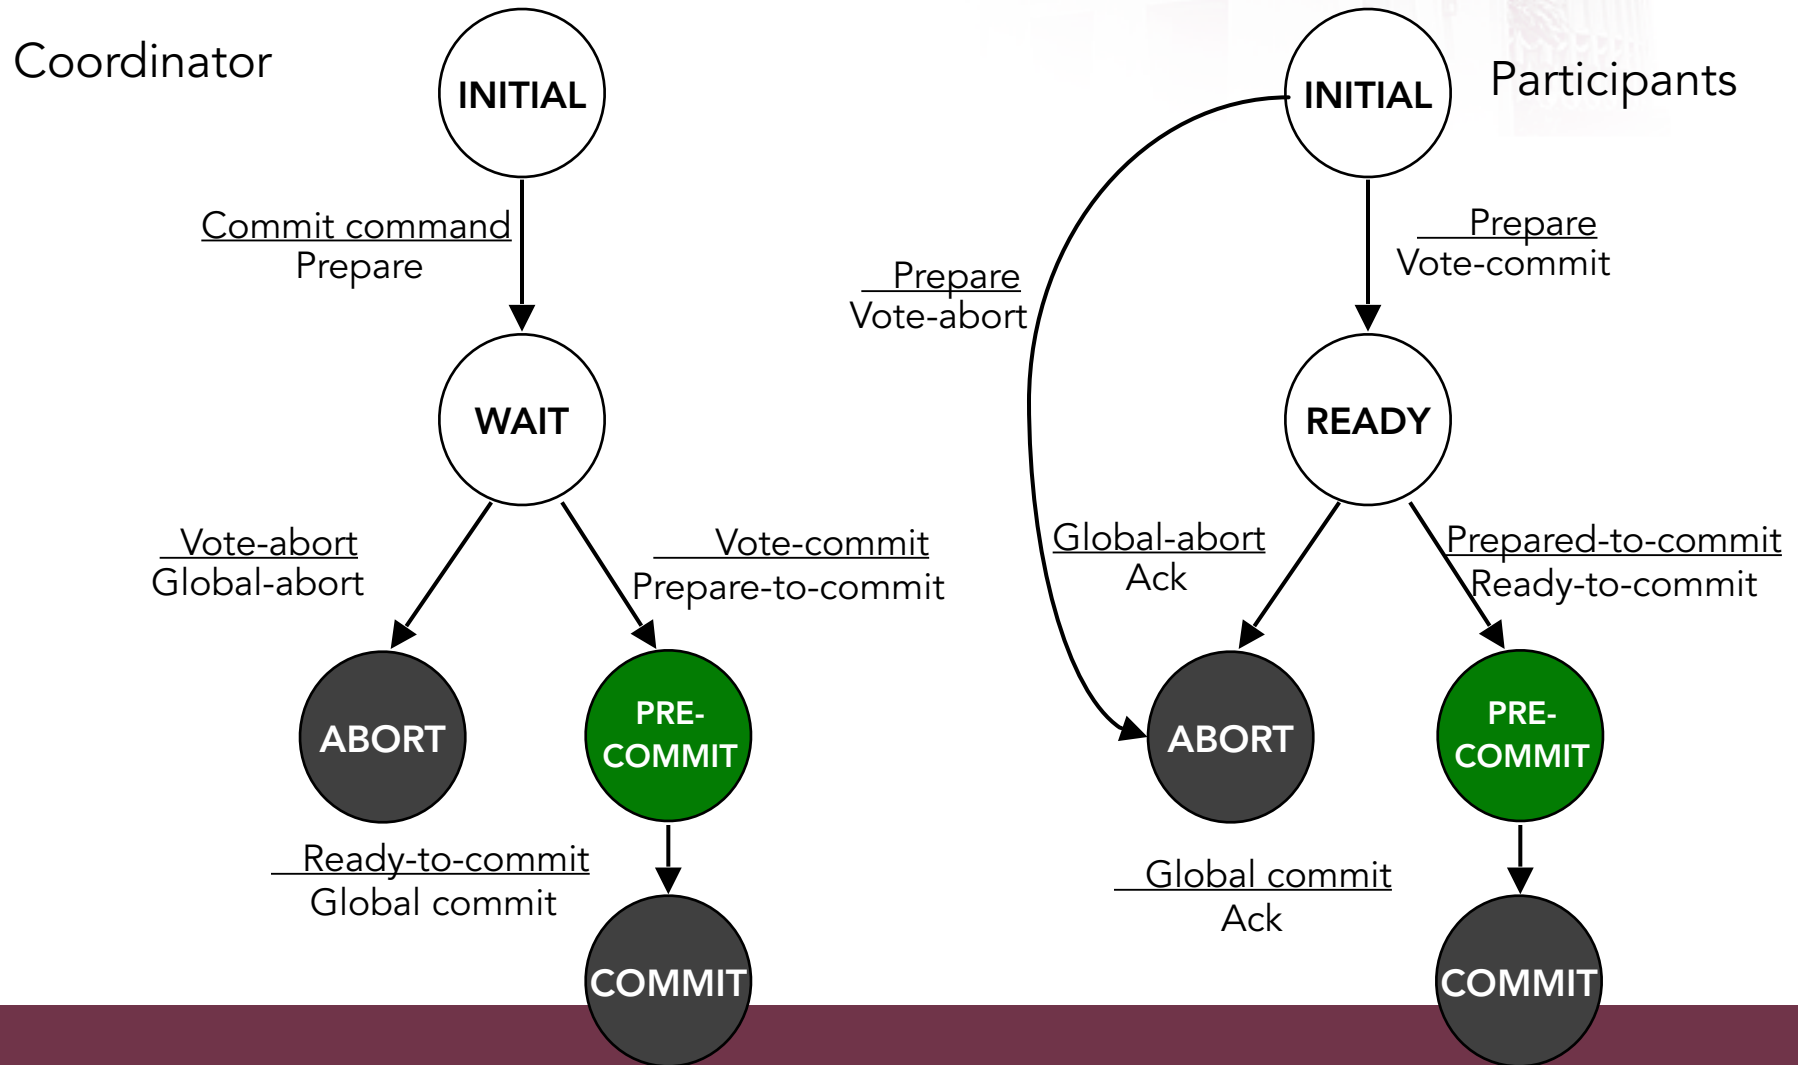 Coordinator
INITIAL
Commit command
Prepare
WAIT
Vote-abort
Global-abort
Vote-commit
Prepare-to-commit
ABORT
PRE-
COMMIT
Ready-to-commit
Global commit
COMMIT
Participants
INITIAL
Prepare
Vote-abort
Prepare
Vote-commit
READY
Global-abort
Ack
Prepared-to-commit
Ready-to-commit
ABORT
PRE-
COMMIT
Global commit
Ack
COMMIT